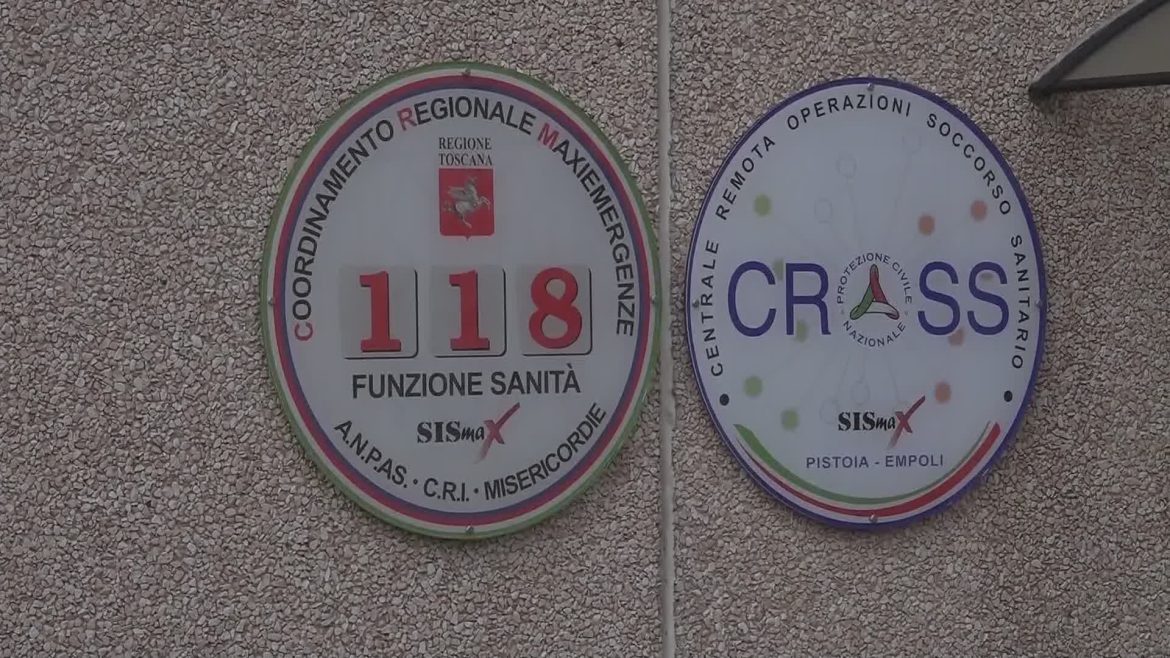 COORDINAMENTO REGIONALE MAXIEMERGENZE
REGIONE
TOSCANA
118
FUNZIONE SANITÀ
SISmaX
A.N.P.AS. · C.R.I. · MISERICORDIE
CENTRALE REMOTA OPERAZIONI SOCCORSO SANITARIO
CROSS
PROTEZIONE CIVILE
NAZIONALE
SISmaX
PISTOIA - EMPOLI